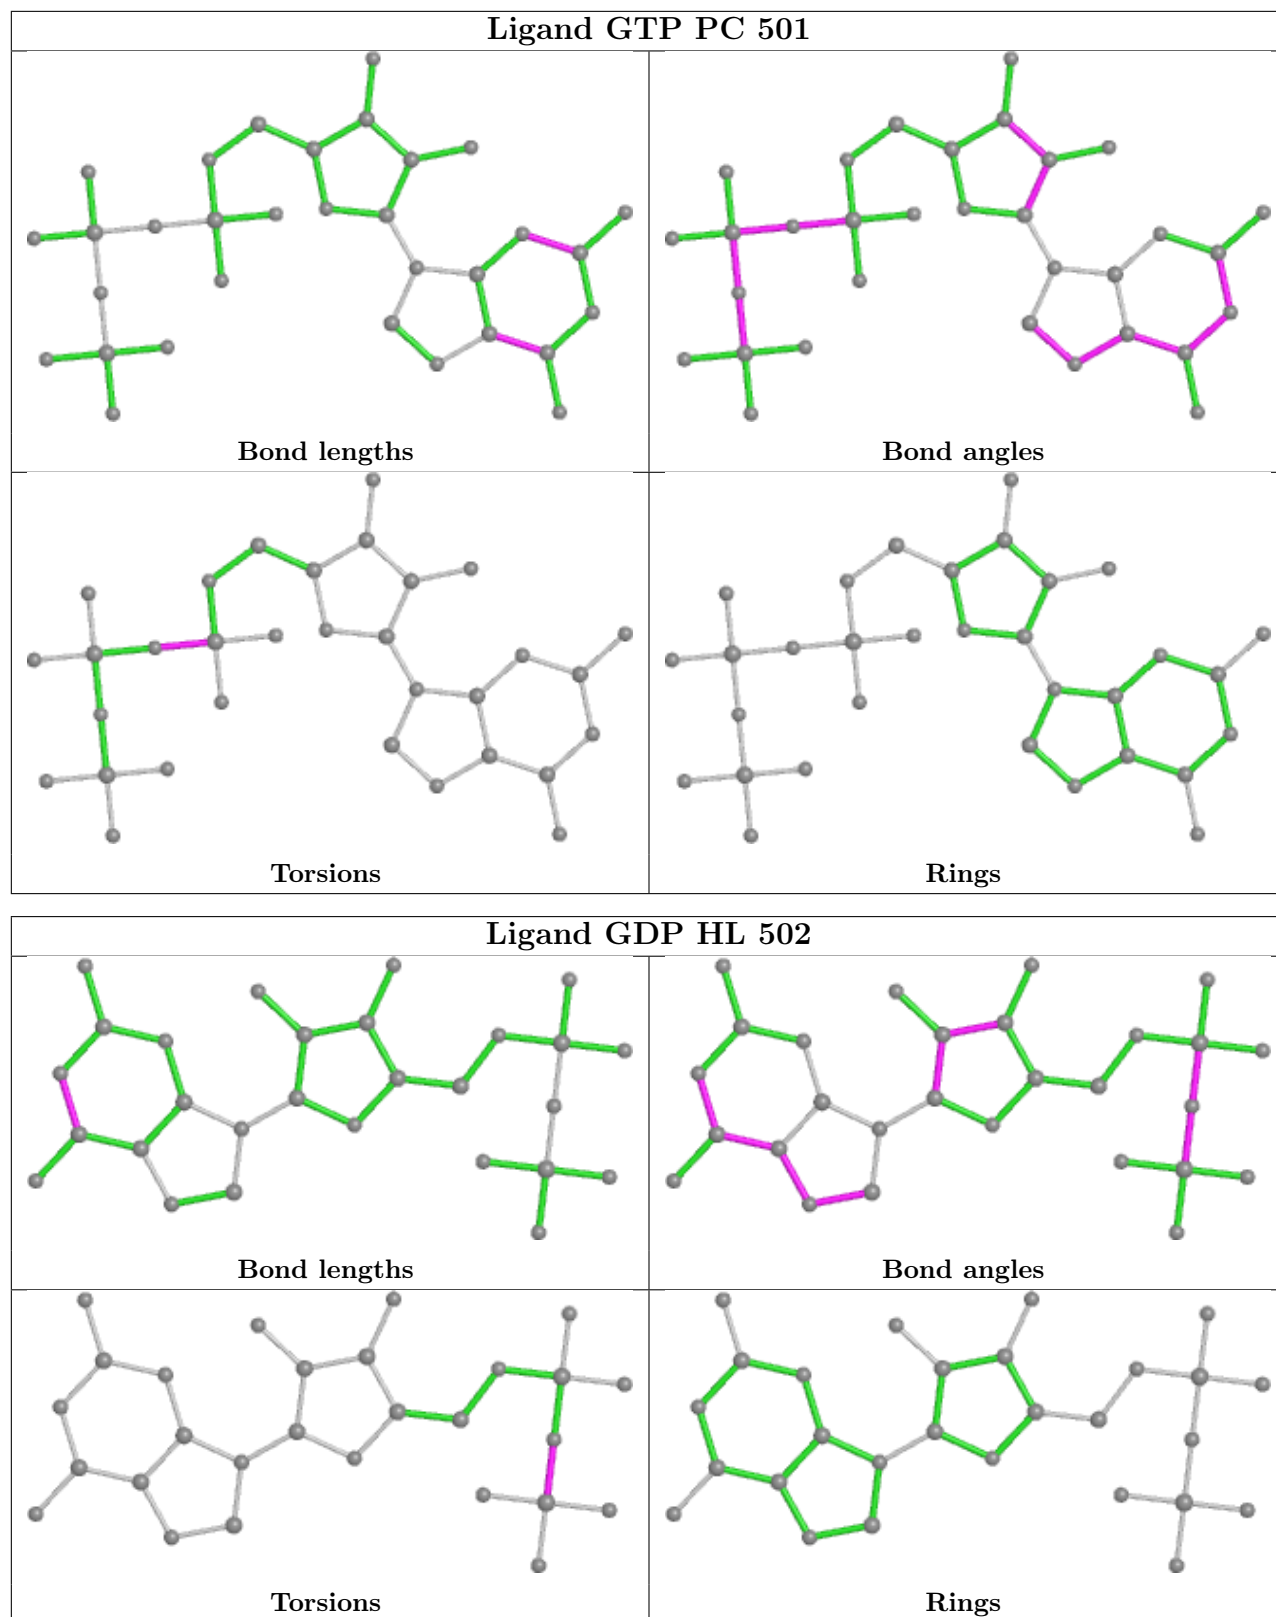 Ligand GTP PC 501
Bond lengths
Bond angles
Torsions
Rings
Ligand GDP HL 502
Bond lengths
Bond angles
Torsions
Rings